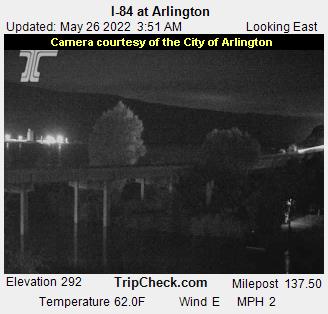 I-84 at Arlington
Updated: May 26 2022 3:51 AM Looking East
Camera courtesy of the City of Arlington
Elevation 292 TripCheck.com Milepost 137.50
Temperature 62.0F Wind E MPH 2